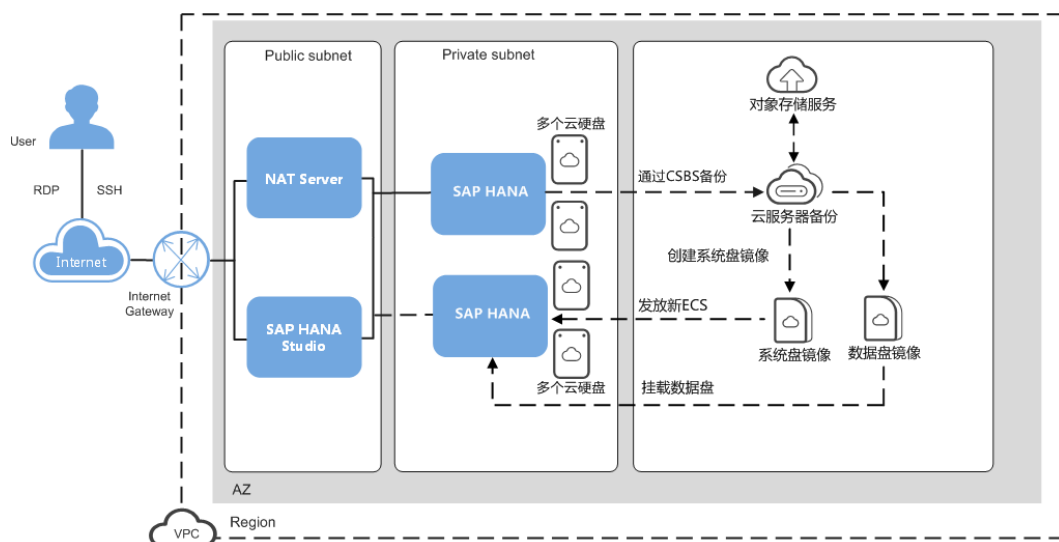 Public subnet
Private subnet
对象存储服务
User
多个云硬盘
NAT Server
SAP HANA
通过CSBS备份
云服务器备份
RDP
SSH
创建系统盘镜像
Internet
Internet
Gateway
SAP HANA
Studio
SAP HANA
发放新ECS
系统盘镜像
数据盘镜像
多个云硬盘
挂载数据盘
AZ
Region
VPC